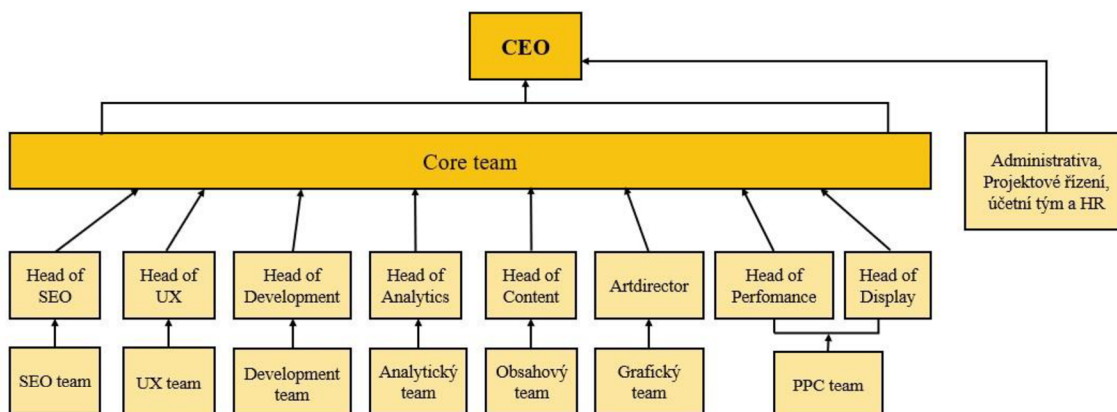 CEO
Core team
Administrativa,
Projektové řízení,
účetní tým a HR
Head of
SEO
Head of
UX
Head of
Development
Head of
Analytics
Head of
Content
Artdirector
Head of
Perfomance
Head of
Display
SEO team
UX team
Development
team
Analytický
team
Obsahový
team
Grafický
team
PPC team